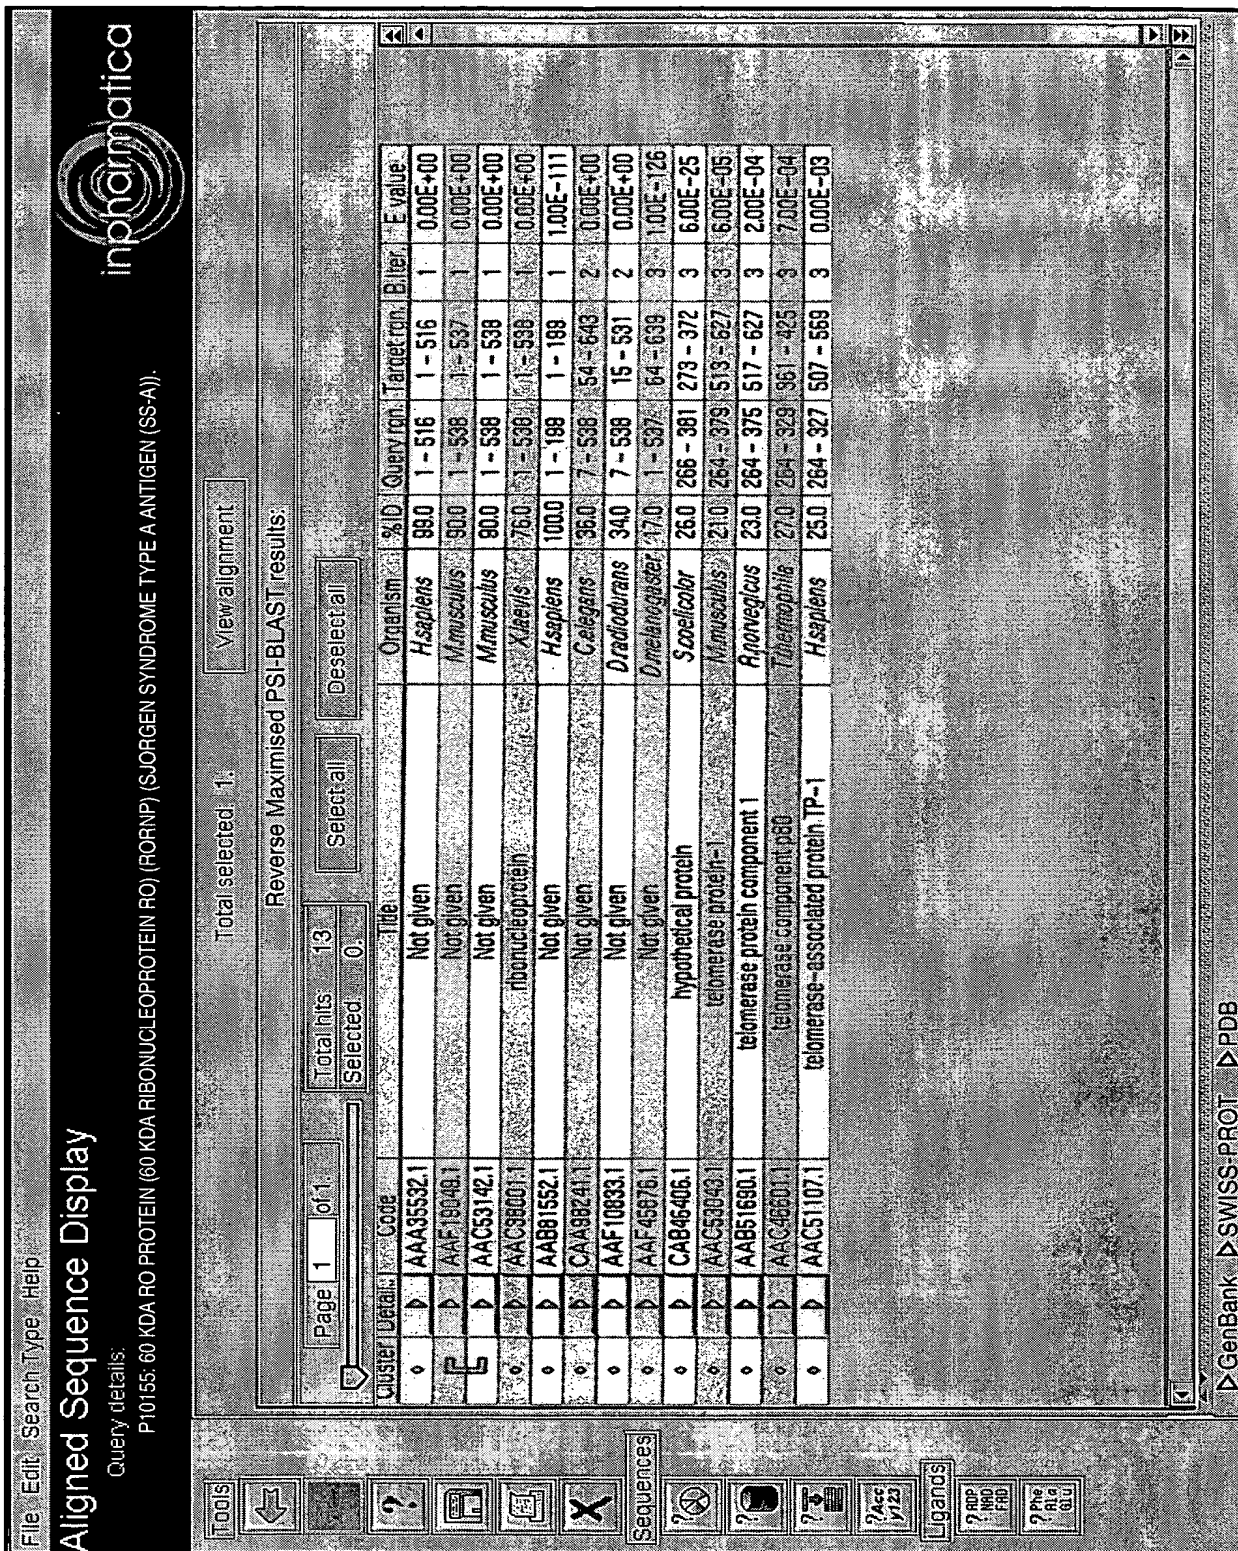 File Edit Search Type Help
Aligned Sequence Display
inpharmatica
Query details:
P10155: 60 KDA RO PROTEIN (60 KDA RIBONUCLEOPROTEIN RO) (RORNP) (SJORGEN SYNDROME TYPE A ANTIGEN (SS-A)).
Tools
Total selected 1.
View alignment
Reverse Maximised PSI-BLAST results:
Page 1 of 1.
Total hits 13
Selected 0.
Select all
Deselect all
Cluster Detail: Code Title Organism %ID Query rgn. Target rgn. B.Iter. E value
AAA35532.1 Not given H.sapiens 99.0 1 - 516 1 - 516 1 0.00E+00
AAF19049.1 Not given M.musculus 90.0 1 - 538 1 - 537 1 0.00E+00
AAC53142.1 Not given M.musculus 90.0 1 - 538 1 - 538 1 0.00E+00
AAC38001.1 ribonucleoprotein X.laevis 76.0 1 - 538 1 - 538 1 0.00E+00
AAB81552.1 Not given H.sapiens 100.0 1 - 198 1 - 199 1 1.00E-111
CAA98241.1 Not given C.elegans 36.0 7 - 538 54 - 643 2 0.00E+00
AAF10833.1 Not given D.radiodurans 34.0 7 - 538 15 - 531 2 0.00E+00
AAF45876.1 Not given D.melanogaster 17.0 1 - 537 64 - 639 3 1.00E-126
CAB46406.1 hypothetical protein S.coelicolor 26.0 266 - 381 273 - 372 3 6.00E-25
AAC53043.1 telomerase protein-1 M.musculus 21.0 264 - 379 513 - 627 3 6.00E-05
AAB51690.1 telomerase protein component 1 R.norvegicus 23.0 264 - 375 517 - 627 3 2.00E-04
AAC46601.1 telomerase component p80 T.thermophila 27.0 264 - 329 361 - 425 3 7.00E-04
AAC51107.1 telomerase-associated protein TP-1 H.sapiens 25.0 264 - 327 507 - 569 3 0.00E-03
Sequences
?Acc
y123
Ligands
?ADP
NAD
FAD
?Phe
Ala
Glu
GenBank SWISS-PROT PDB